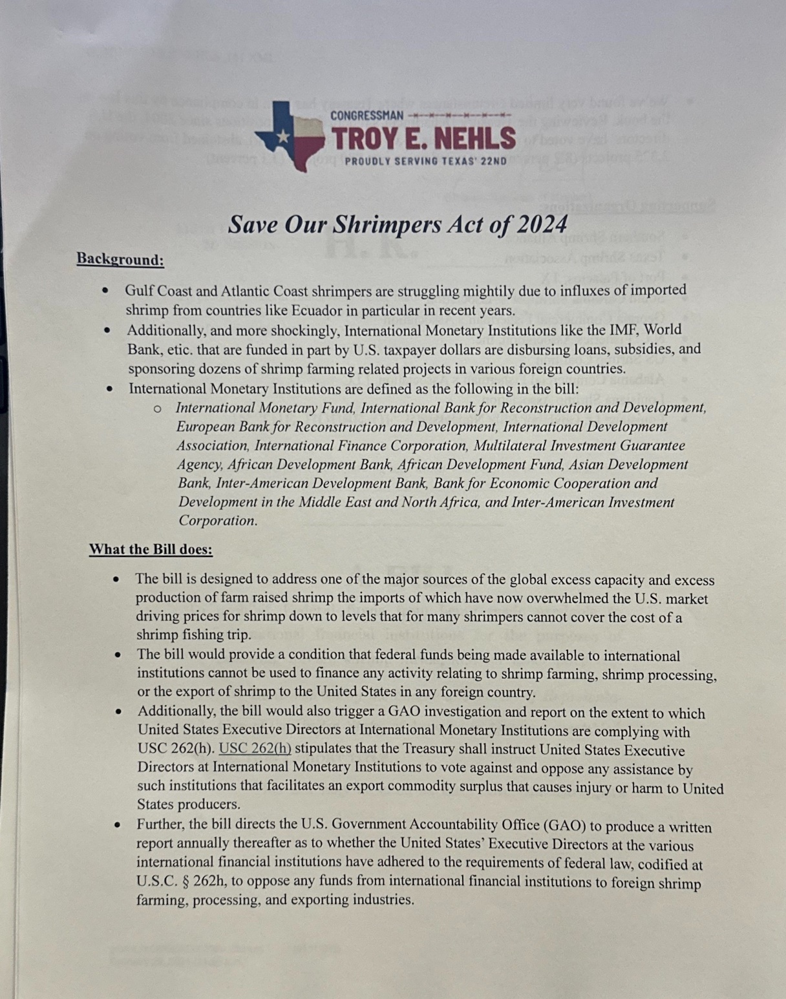 CONGRESSMAN
TROY E. NEHLS
PROUDLY SERVING TEXAS' 22ND
Save Our Shrimpers Act of 2024
Background:
• Gulf Coast and Atlantic Coast shrimpers are struggling mightily due to influxes of imported
shrimp from countries like Ecuador in particular in recent years.
• Additionally, and more shockingly, International Monetary Institutions like the IMF, World
Bank, etic. that are funded in part by U.S. taxpayer dollars are disbursing loans, subsidies, and
sponsoring dozens of shrimp farming related projects in various foreign countries.
• International Monetary Institutions are defined as the following in the bill:
o International Monetary Fund, International Bank for Reconstruction and Development,
European Bank for Reconstruction and Development, International Development
Association, International Finance Corporation, Multilateral Investment Guarantee
Agency, African Development Bank, African Development Fund, Asian Development
Bank, Inter-American Development Bank, Bank for Economic Cooperation and
Development in the Middle East and North Africa, and Inter-American Investment
Corporation.
What the Bill does:
• The bill is designed to address one of the major sources of the global excess capacity and excess
production of farm raised shrimp the imports of which have now overwhelmed the U.S. market
driving prices for shrimp down to levels that for many shrimpers cannot cover the cost of a
shrimp fishing trip.
• The bill would provide a condition that federal funds being made available to international
institutions cannot be used to finance any activity relating to shrimp farming, shrimp processing,
or the export of shrimp to the United States in any foreign country.
• Additionally, the bill would also trigger a GAO investigation and report on the extent to which
United States Executive Directors at International Monetary Institutions are complying with
USC 262(h). USC 262(h) stipulates that the Treasury shall instruct United States Executive
Directors at International Monetary Institutions to vote against and oppose any assistance by
such institutions that facilitates an export commodity surplus that causes injury or harm to United
States producers.
• Further, the bill directs the U.S. Government Accountability Office (GAO) to produce a written
report annually thereafter as to whether the United States’ Executive Directors at the various
international financial institutions have adhered to the requirements of federal law, codified at
U.S.C. § 262h, to oppose any funds from international financial institutions to foreign shrimp
farming, processing, and exporting industries.